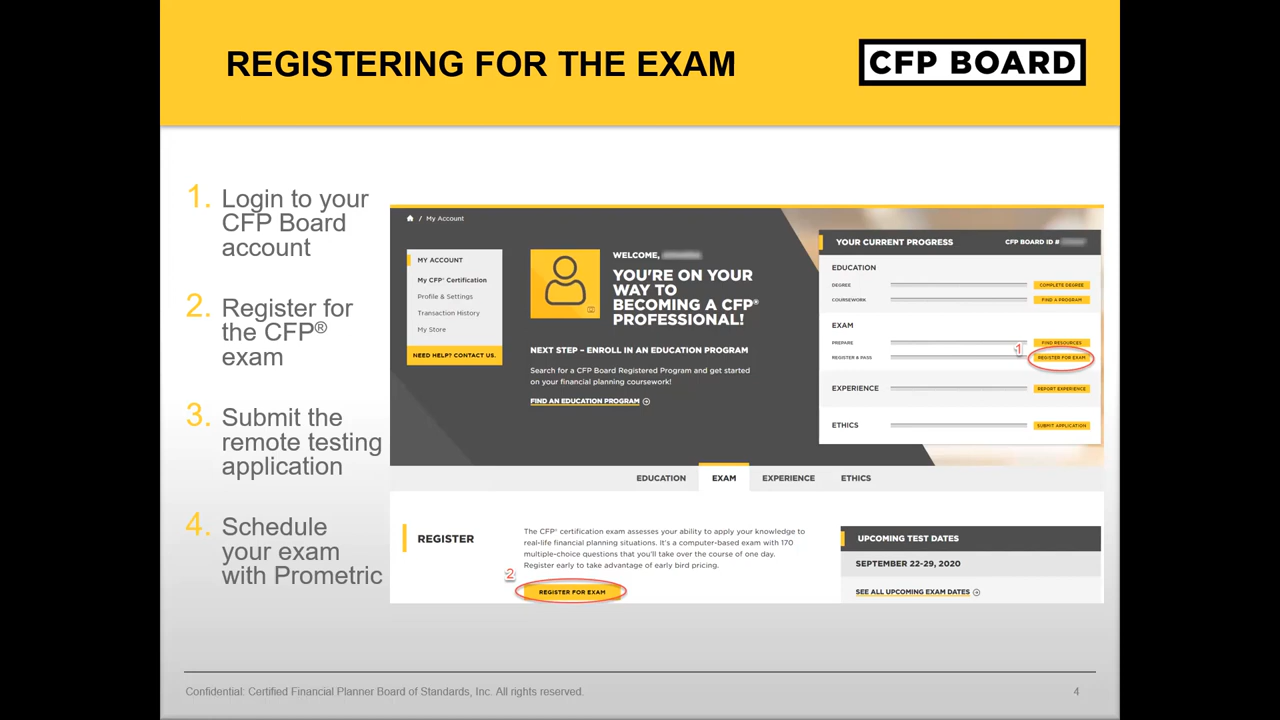 REGISTERING FOR THE EXAM
CFP BOARD
1. Login to your
CFP Board
account
2. Register for
the CFP®
exam
3. Submit the
remote testing
application
4. Schedule
your exam
with Prometric
/ My Account
MY ACCOUNT
My CFP® Certification
Profile & Settings
Transaction History
My Store
NEED HELP? CONTACT US.
WELCOME,
YOU'RE ON YOUR
WAY TO
BECOMING A CFP®
PROFESSIONAL!
NEXT STEP – ENROLL IN AN EDUCATION PROGRAM
Search for a CFP Board Registered Program and get started
on your financial planning coursework!
FIND AN EDUCATION PROGRAM
YOUR CURRENT PROGRESS CFP BOARD ID #
EDUCATION
DEGREE COMPLETE DEGREE
COURSEWORK FIND A PROGRAM
EXAM
PREPARE FIND RESOURCES
1
REGISTER & PASS REGISTER FOR EXAM
EXPERIENCE REPORT EXPERIENCE
ETHICS SUBMIT APPLICATION
EDUCATION EXAM EXPERIENCE ETHICS
REGISTER
The CFP® certification exam assesses your ability to apply your knowledge to
real-life financial planning situations. It's a computer-based exam with 170
multiple-choice questions that you'll take over the course of one day.
Register early to take advantage of early bird pricing.
2
REGISTER FOR EXAM
UPCOMING TEST DATES
SEPTEMBER 22-29, 2020
SEE ALL UPCOMING EXAM DATES
Confidential: Certified Financial Planner Board of Standards, Inc. All rights reserved.
4